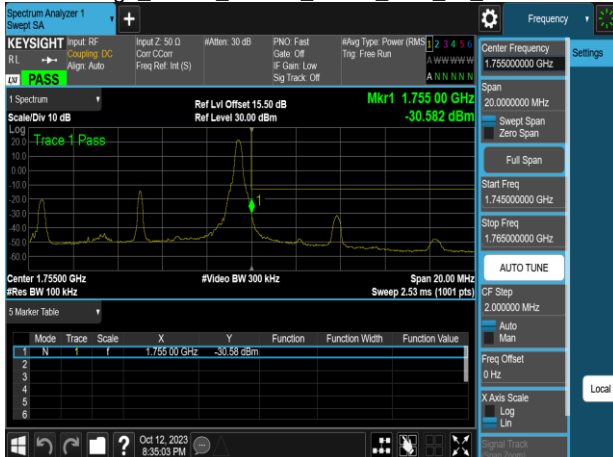 Spectrum Analyzer 1
Swept SA
+
Frequency
KEYSIGHT
RL
LXI
PASS
Input: RF
Coupling: DC
Align: Auto
Input Z: 50 Ω
Corr CCorr
Freq Ref: Int (S)
#Atten: 30 dB
PNO: Fast
Gate: Off
IF Gain: Low
Sig Track: Off
#Avg Type: Power (RMS
Trig: Free Run
1 2 3 4 5 6
A W W W W W
A N N N N N
1 Spectrum
Scale/Div 10 dB
Ref Lvl Offset 15.50 dB
Ref Level 30.00 dBm
Mkr1 1.755 00 GHz
-30.582 dBm
Log
Trace 1 Pass
20.0
10.0
0.00
-10.0
-20.0
-30.0
-40.0
-50.0
-60.0
1
Center 1.75500 GHz
#Res BW 100 kHz
#Video BW 300 kHz
Span 20.00 MHz
Sweep 2.53 ms (1001 pts)
5 Marker Table
Mode Trace Scale X Y Function Function Width Function Value
1 N 1 f 1.755 00 GHz -30.58 dBm
2
3
4
5
6
?
Oct 12, 2023
8:35:03 PM
Center Frequency
1.755000000 GHz
Span
20.0000000 MHz
Swept Span
Zero Span
Full Span
Start Freq
1.745000000 GHz
Stop Freq
1.765000000 GHz
AUTO TUNE
CF Step
2.000000 MHz
Auto
Man
Freq Offset
0 Hz
X Axis Scale
Log
Lin
Signal Track
(Span Zoom)
Settings
Local